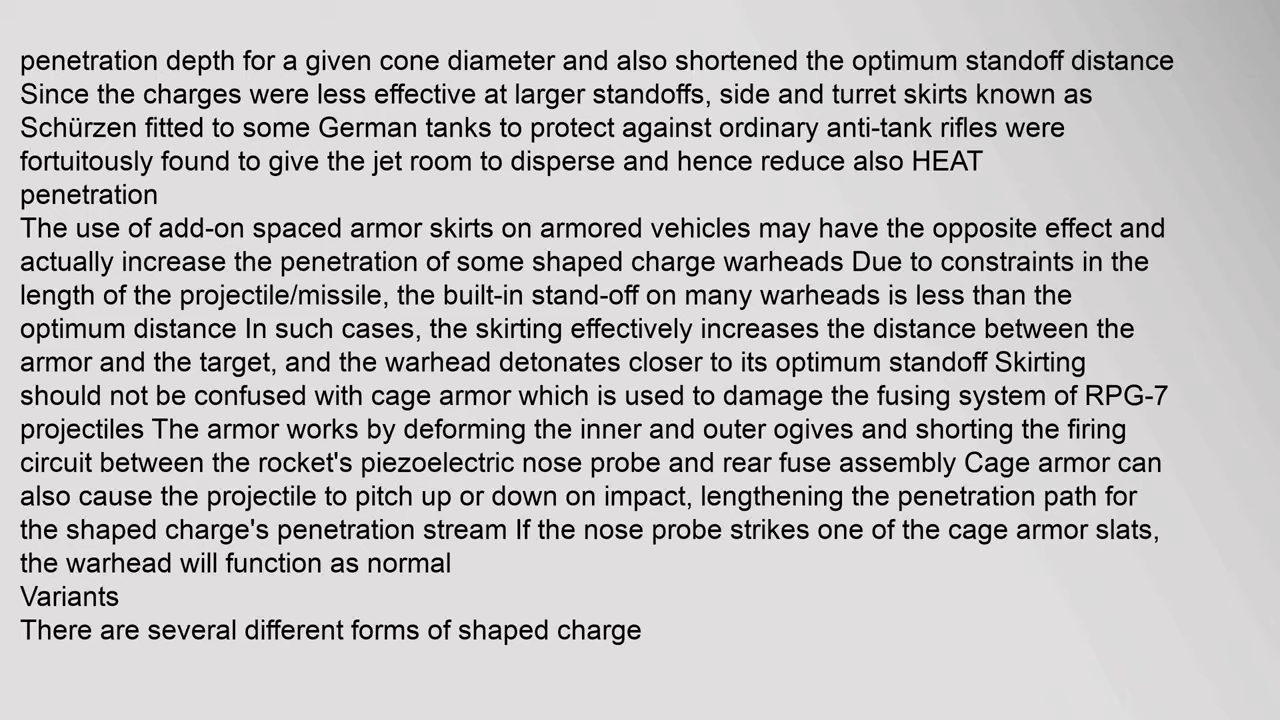 penetration depth for a given cone diameter and also shortened the optimum standoff distance
Since the charges were less effective at larger standoffs, side and turret skirts known as
Schürzen fitted to some German tanks to protect against ordinary anti-tank rifles were
fortuitously found to give the jet room to disperse and hence reduce also HEAT
penetration
The use of add-on spaced armor skirts on armored vehicles may have the opposite effect and
actually increase the penetration of some shaped charge warheads Due to constraints in the
length of the projectile/missile, the built-in stand-off on many warheads is less than the
optimum distance In such cases, the skirting effectively increases the distance between the
armor and the target, and the warhead detonates closer to its optimum standoff Skirting
should not be confused with cage armor which is used to damage the fusing system of RPG-7
projectiles The armor works by deforming the inner and outer ogives and shorting the firing
circuit between the rocket's piezoelectric nose probe and rear fuse assembly Cage armor can
also cause the projectile to pitch up or down on impact, lengthening the penetration path for
the shaped charge's penetration stream If the nose probe strikes one of the cage armor slats,
the warhead will function as normal
Variants
There are several different forms of shaped charge